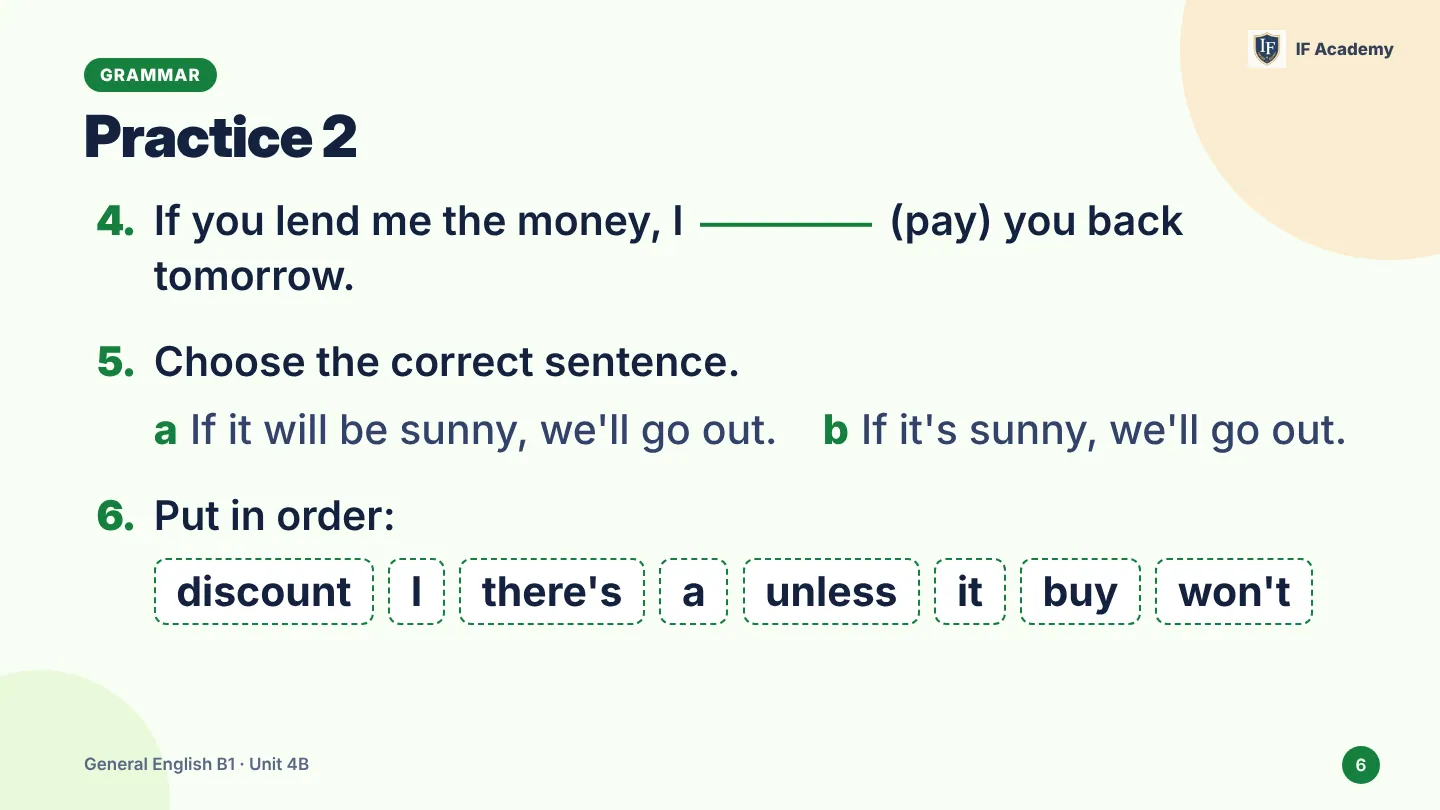 IF Academy
GRAMMAR
Practice 2
4. If you lend me the money, I ______ (pay) you back
tomorrow.
5. Choose the correct sentence.
a If it will be sunny, we'll go out. b If it's sunny, we'll go out.
6. Put in order:
discount I there's a unless it buy won't
General English B1 · Unit 4B
6